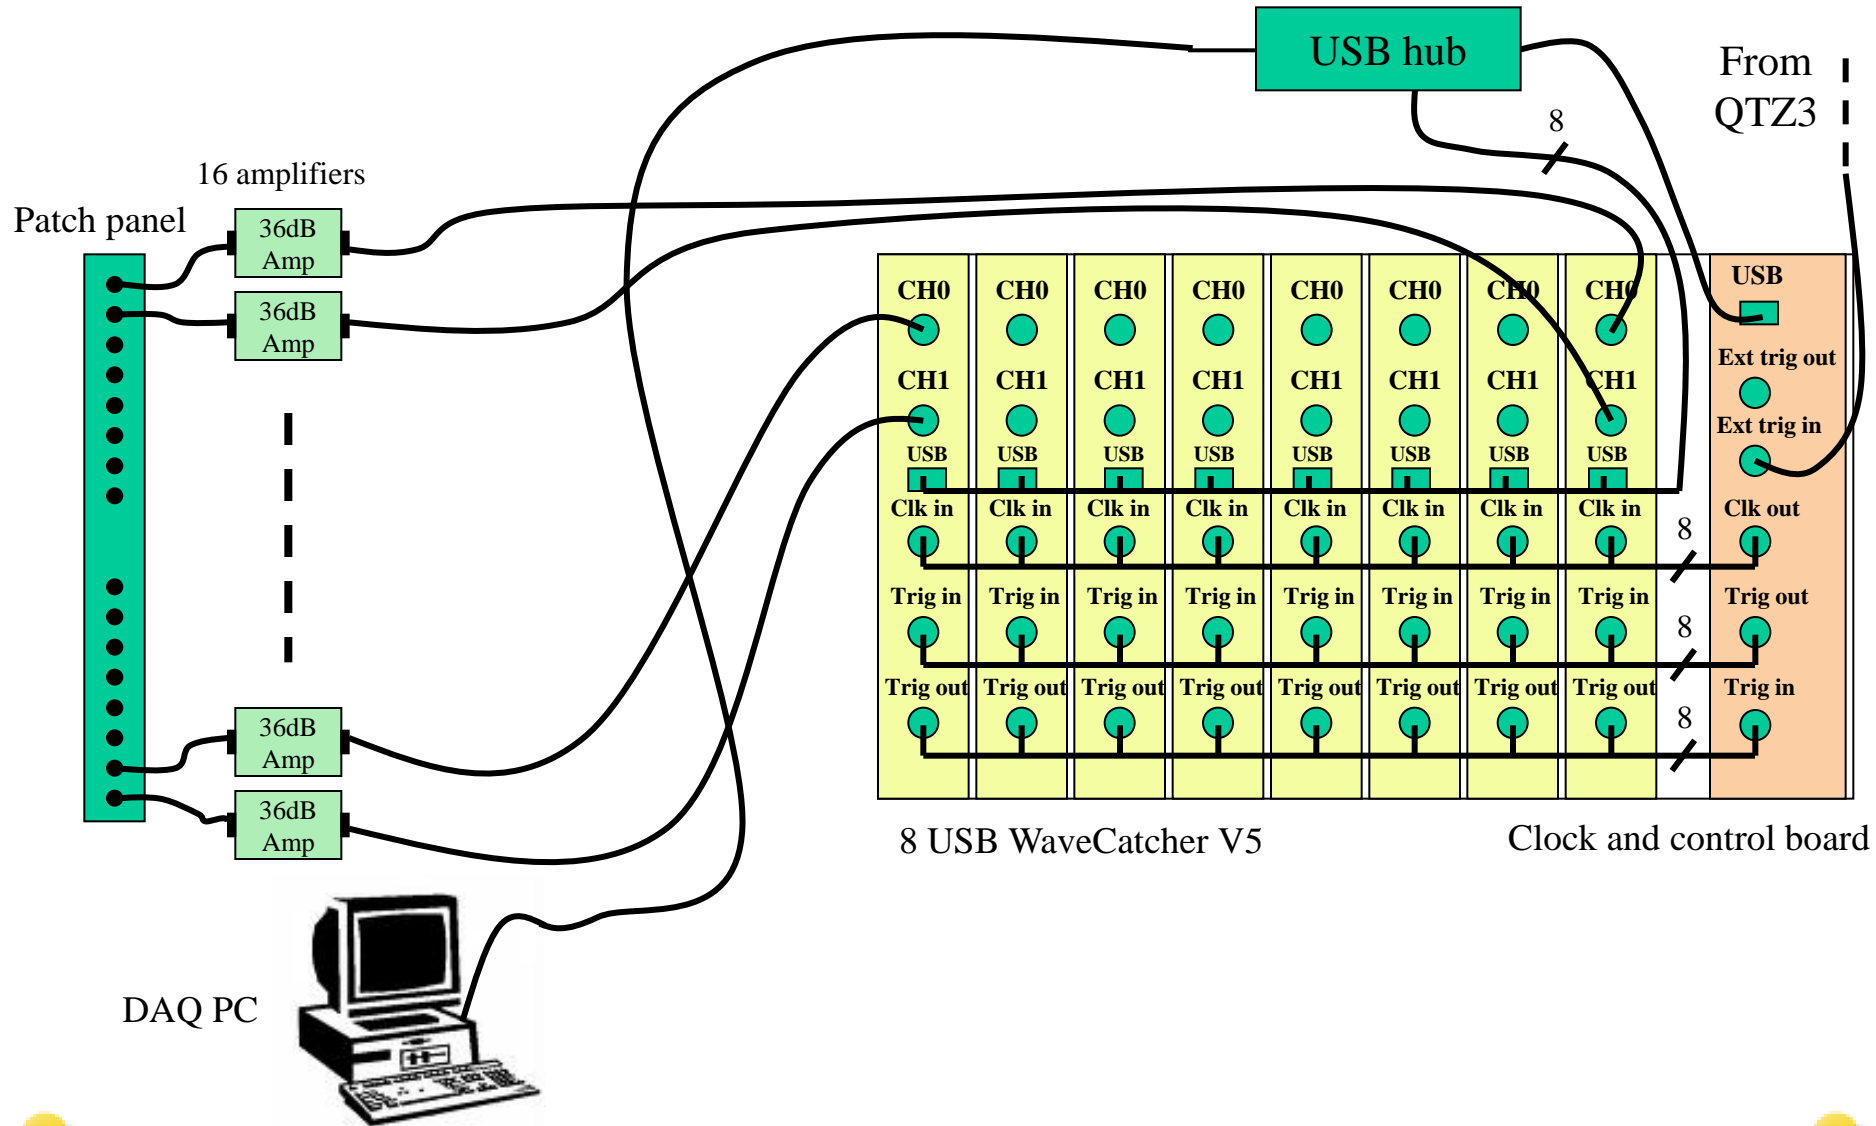 USB hub
From
QTZ3
8
16 amplifiers
Patch panel
36dB
Amp
36dB
Amp
36dB
Amp
36dB
Amp
CH0 CH0 CH0 CH0 CH0 CH0 CH0 CH0
CH1 CH1 CH1 CH1 CH1 CH1 CH1 CH1
USB USB USB USB USB USB USB USB
Clk in Clk in Clk in Clk in Clk in Clk in Clk in Clk in
8
Trig in Trig in Trig in Trig in Trig in Trig in Trig in Trig in
8
Trig out Trig out Trig out Trig out Trig out Trig out Trig out Trig out
8
USB
Ext trig out
Ext trig in
Clk out
Trig out
Trig in
8 USB WaveCatcher V5
Clock and control board
DAQ PC